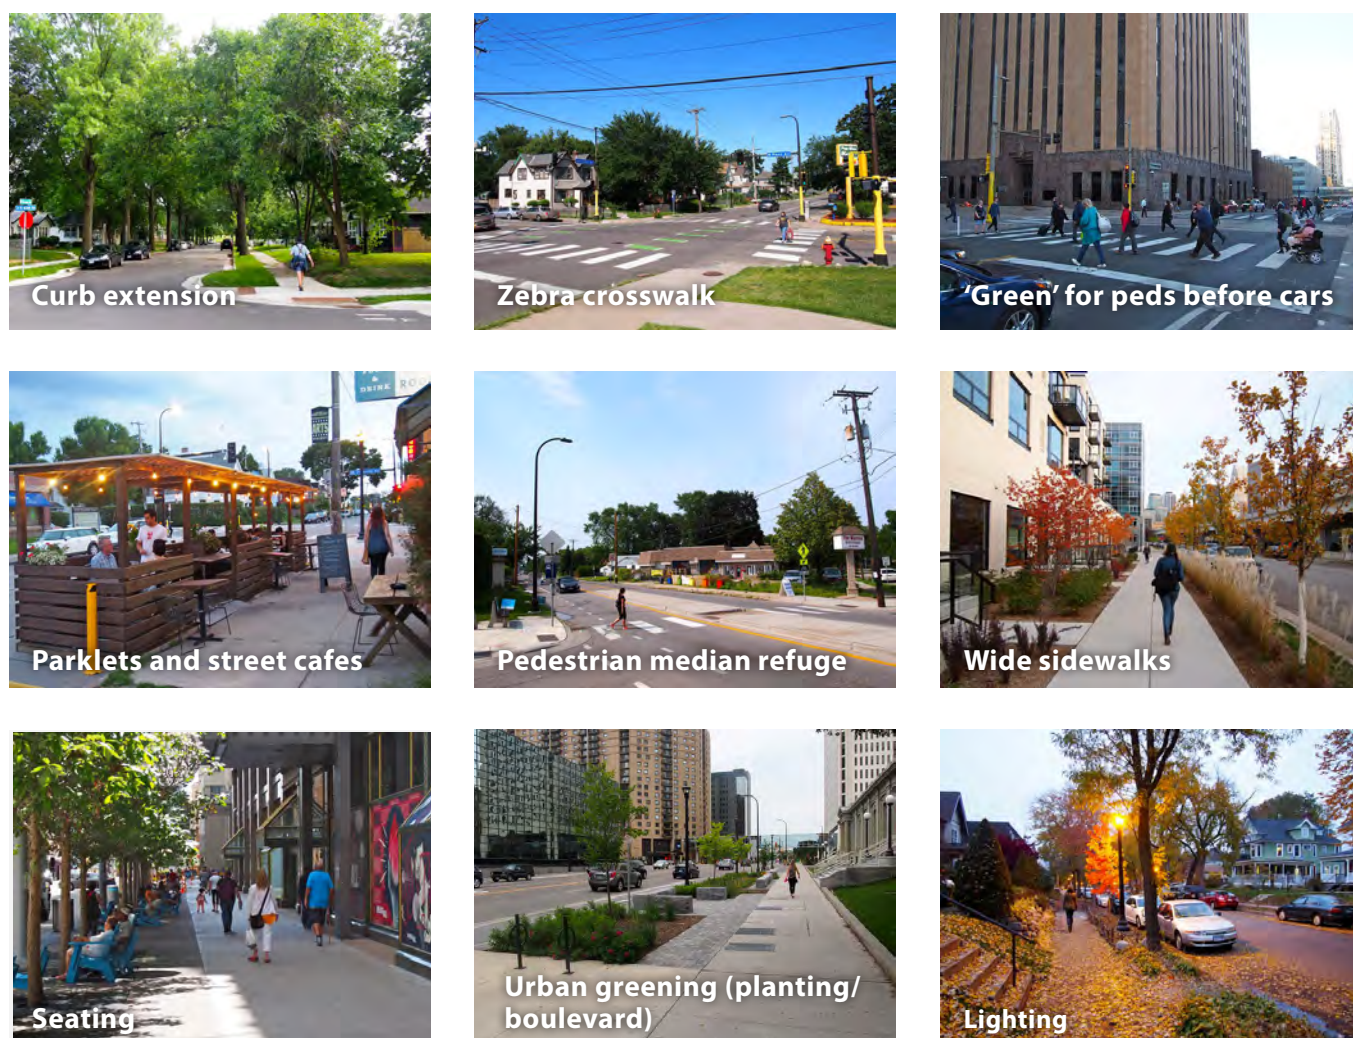 Curb extension
Zebra crosswalk
‘Green’ for peds before cars
& 
DRINK
Parklets and street cafes
Pedestrian median refuge
Wide sidewalks
Seating
Urban greening (planting/
boulevard)
Lighting